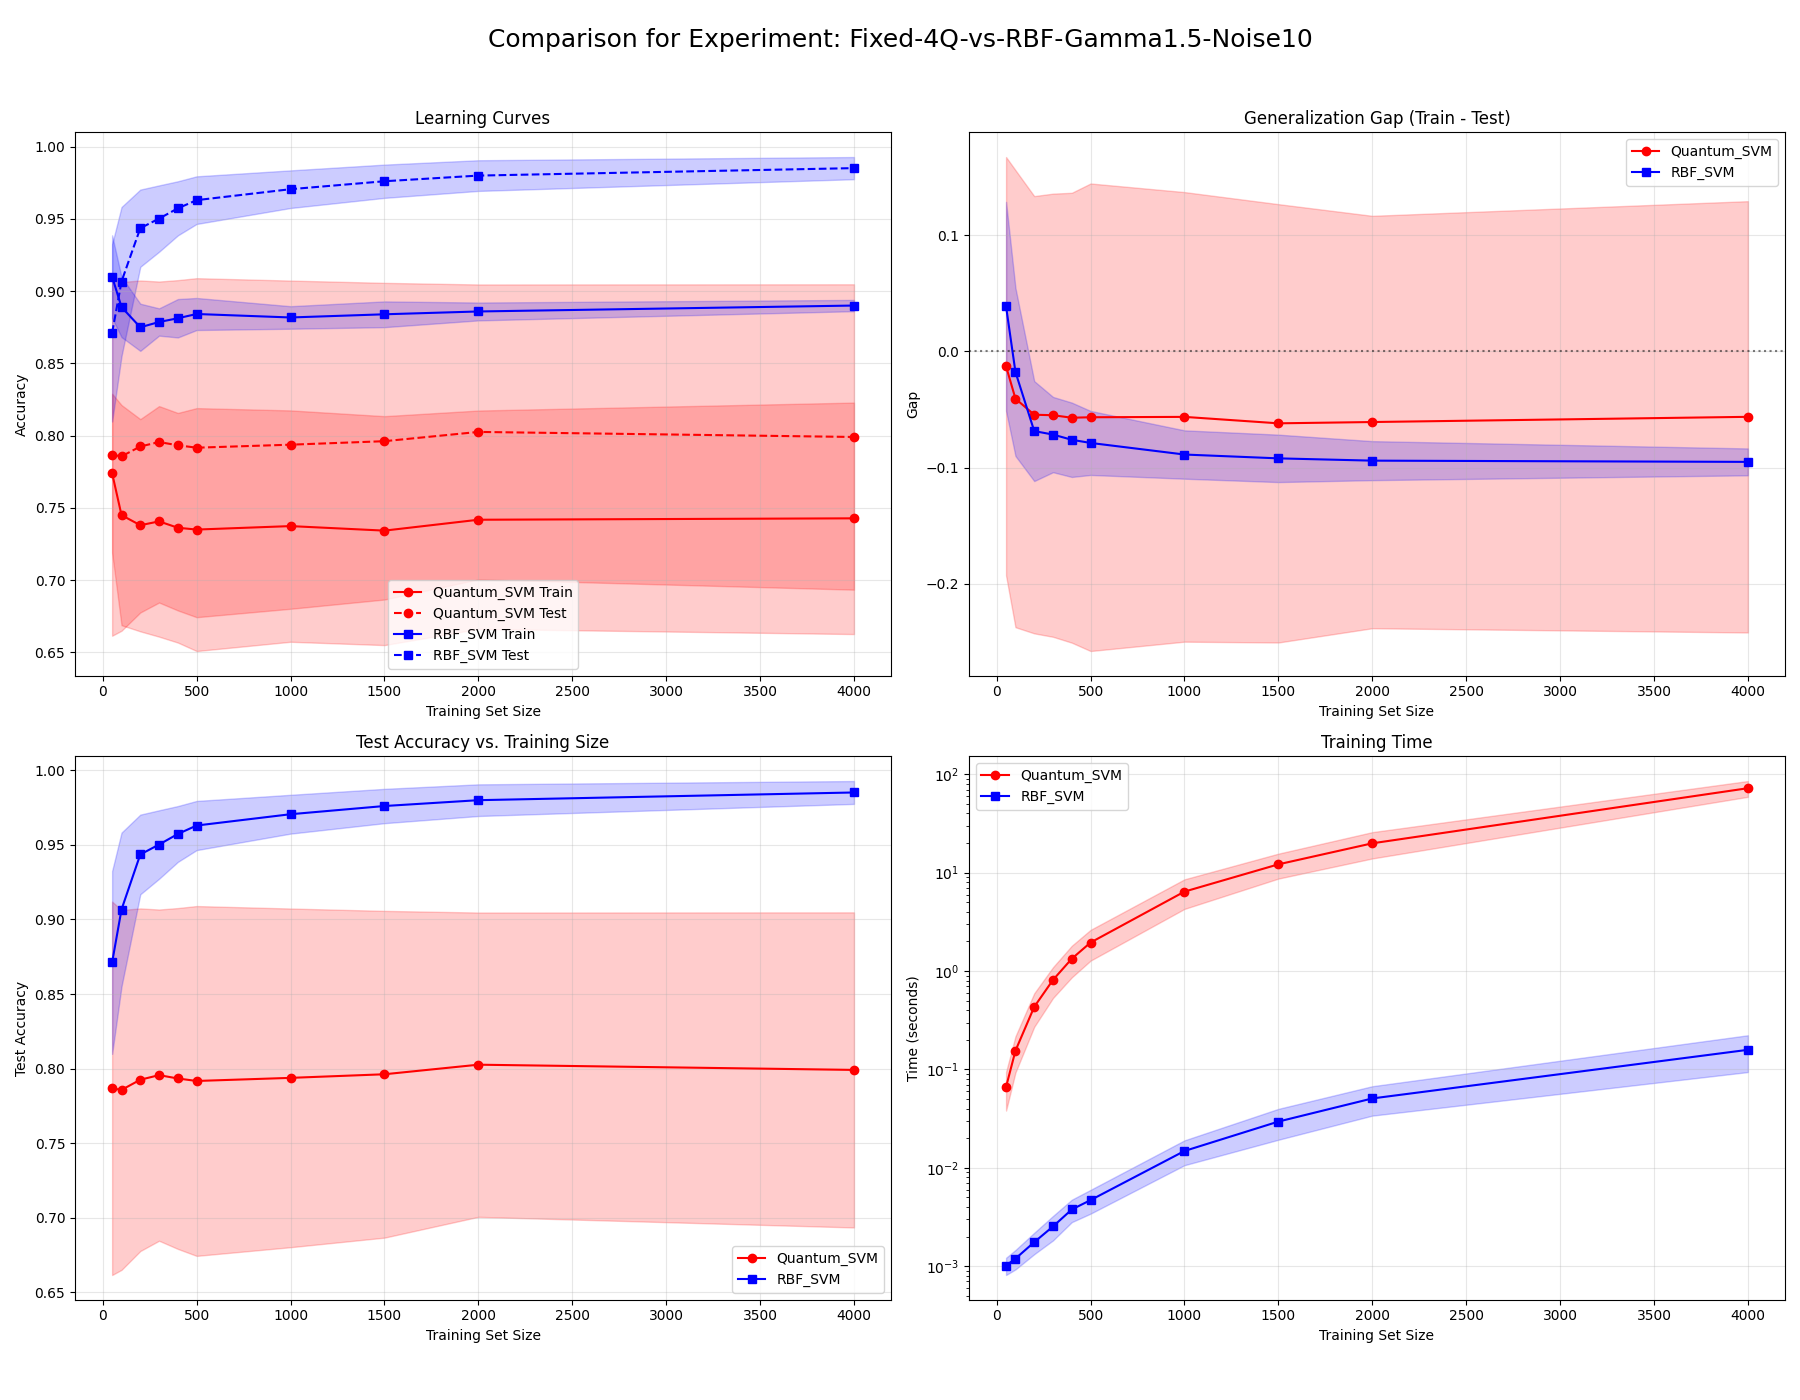 Comparison for Experiment: Fixed-4Q-vs-RBF-Gamma1.5-Noise10
Learning Curves
1.00
0.95
0.90
0.85
0.80
0.75
0.70
0.65
Accuracy
Quantum_SVM Train
Quantum_SVM Test
RBF_SVM Train
RBF_SVM Test
0 500 1000 1500 2000 2500 3000 3500 4000
Training Set Size
Generalization Gap (Train - Test)
Quantum_SVM
RBF_SVM
0.1
0.0
−0.1
−0.2
Gap
0 500 1000 1500 2000 2500 3000 3500 4000
Training Set Size
Test Accuracy vs. Training Size
1.00
0.95
0.90
0.85
0.80
0.75
0.70
0.65
Test Accuracy
Quantum_SVM
RBF_SVM
0 500 1000 1500 2000 2500 3000 3500 4000
Training Set Size
Training Time
Quantum_SVM
RBF_SVM
10²
10¹
10⁰
10⁻¹
10⁻²
10⁻³
Time (seconds)
0 500 1000 1500 2000 2500 3000 3500 4000
Training Set Size